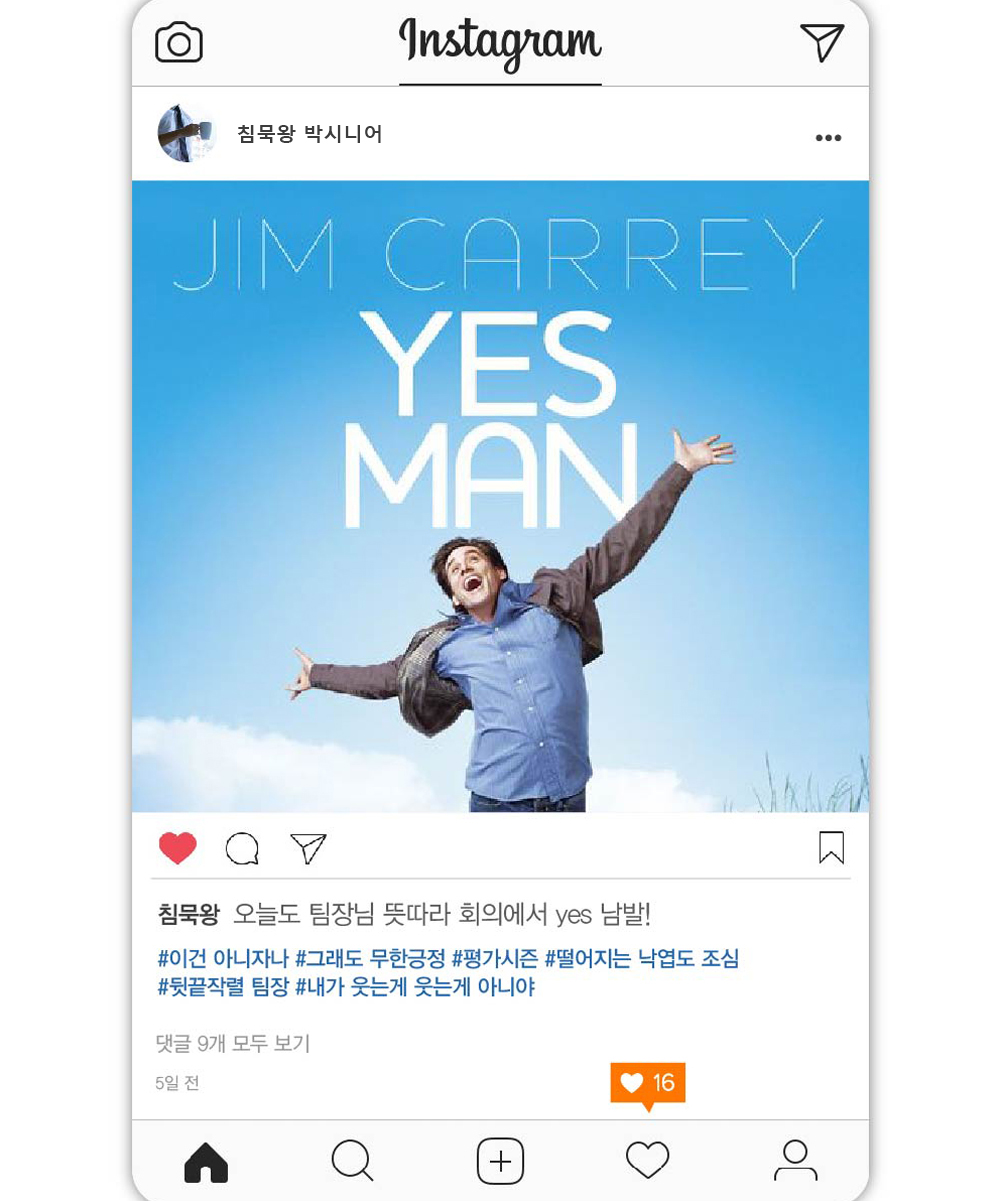 Instagram
침묵왕 박시니어
JIM CARREY
YES
MAN
침묵왕 오늘도 팀장님 뜻따라 회의에서 yes 남발!
#이건 아니자나 #그래도 무한긍정 #평가시즌 #떨어지는 낙엽도 조심
#뒷끝작렬 팀장 #내가 웃는게 웃는게 아니야
댓글 9개 모두 보기
5일 전
16